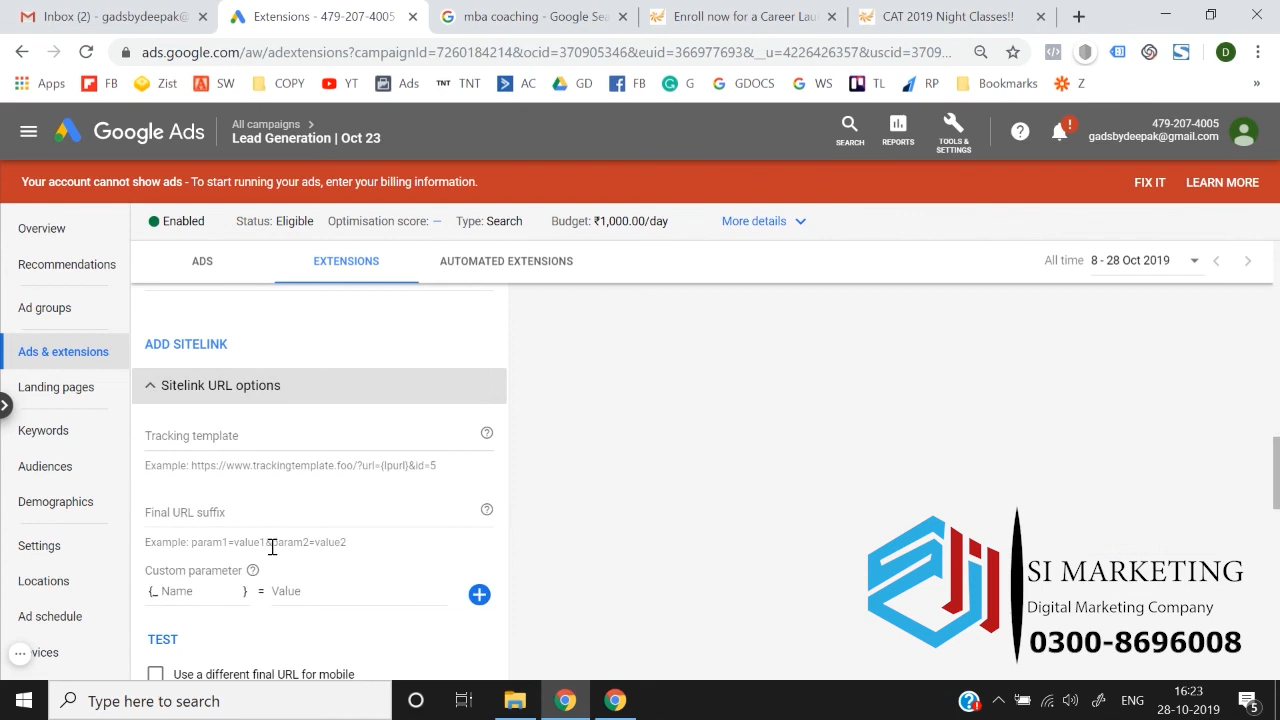 Inbox (2) - gadsbydeepak@
Extensions - 479-207-4005
mba coaching - Google Sea
Enroll now for a Career Lau
CAT 2019 Night Classes!!
ads.google.com/aw/adextensions?campaignId=7260184214&ocid=370905346&euid=366977693&__u=4226426357&uscid=3709...
D
Apps
FB
Zist
SW
COPY
YT
Ads
TNT
TNT
AC
GD
FB
G
GDOCS
WS
TL
RP
Bookmarks
Z
»
Google Ads
All campaigns
Lead Generation | Oct 23
SEARCH
REPORTS
TOOLS & SETTINGS
479-207-4005
gadsbydeepak@gmail.com
Your account cannot show ads - To start running your ads, enter your billing information.
FIX IT
LEARN MORE
Overview
Recommendations
Ad groups
Ads & extensions
Landing pages
Keywords
Audiences
Demographics
Settings
Locations
Ad schedule
vices
Enabled
Status: Eligible
Optimisation score: —
Type: Search
Budget: ₹1,000.00/day
More details
ADS
EXTENSIONS
AUTOMATED EXTENSIONS
All time
8 - 28 Oct 2019
ADD SITELINK
Sitelink URL options
Tracking template
Example: https://www.trackingtemplate.foo/?url={lpurl}&id=5
Final URL suffix
Example: param1=value1&param2=value2
Custom parameter
{_ Name } = Value
TEST
Use a different final URL for mobile
SI MARKETING
Digital Marketing Company
0300-8696008
Type here to search
ENG
16:23
28-10-2019
5